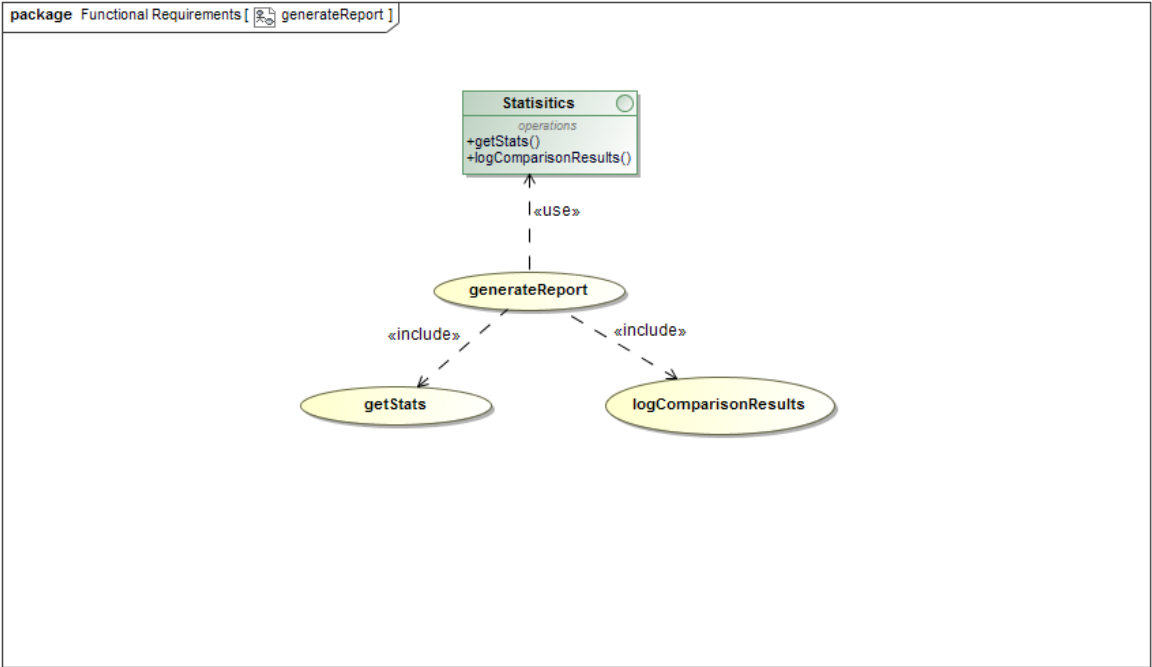 package Functional Requirements [ generateReport ]
Statisitics
operations
+getStats()
+logComparisonResults()
«use»
generateReport
«include»
«include»
getStats
logComparisonResults